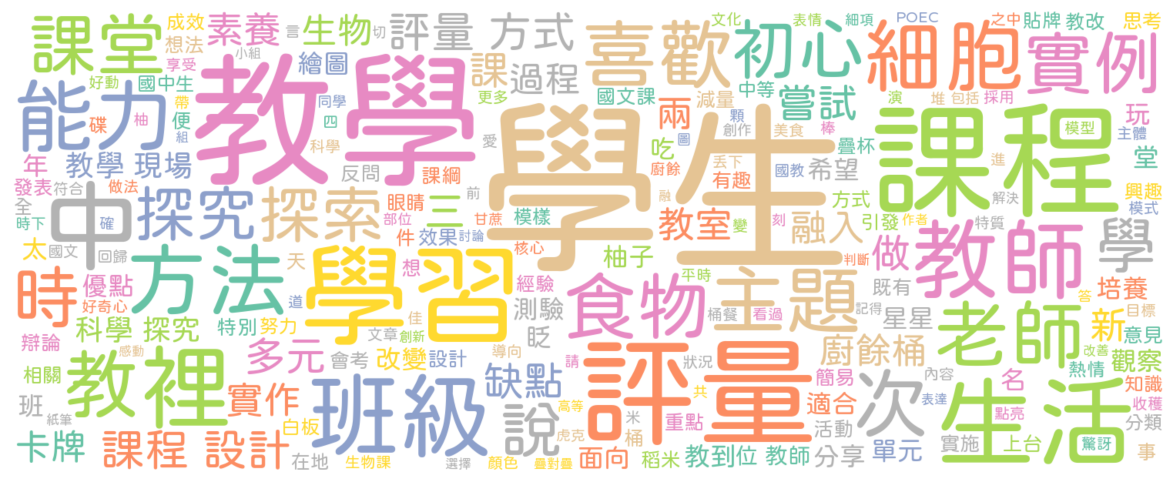 課堂 成效 素養 生物 切 評量 方式 喜歡 初心 細胞 實例
想法 享受 小組 言 文化 表情 細項 POEC 之中 貼牌 教改 思考
能力 好動 國中生 繪圖 教學 課 過程 更多 國文課 減量 中等 嘗試 演 堆 包括 採用 玩
帶 碟 柚 便 組 同學 四 科學 兩 顆 創作 棒 圖 課程 模型 主體
年 教學 現場 反問 愛 學生 吃 美食 疊杯 廚餘 丟下 有趣 國教 希望 進 堂
發表 符合 做法 課綱 眼睛 前 融 方式 解決 興趣 模式
全 時下 中 確 探究 探索 部位 三 甘蔗 模樣 教室 變 刻 融入 引發 作者 特質 教師 學
太 國文 回歸 件 效果 討論 核心 柚子 判斷 做
時 優點 方法 天 想 學習 經驗 測驗 食物 平時 主題 既有 培養
好奇心 道 佳 桶餐 看過 記得 星星 答 目標
科學 探究 特別 努力 文章 創新 眨 老師 新 意見
辯論 感動 多元 會考 改變 設計 導向 請 狀況 廚餘桶 改善 觀察
相關 教裡 實作 班級 缺點 評量 簡易 內容 次 名 熱情 知識
班 紙筆 白板 說 高等 共 米 重點 適合 表達 生活 點亮 收穫
卡牌 課程 設計 虎克 桶 活動 單元 上台 驚訝 分類
在地 生物課 選擇 顏色 疊對疊 面向 稻米 教到位 教師 分享 實施 事